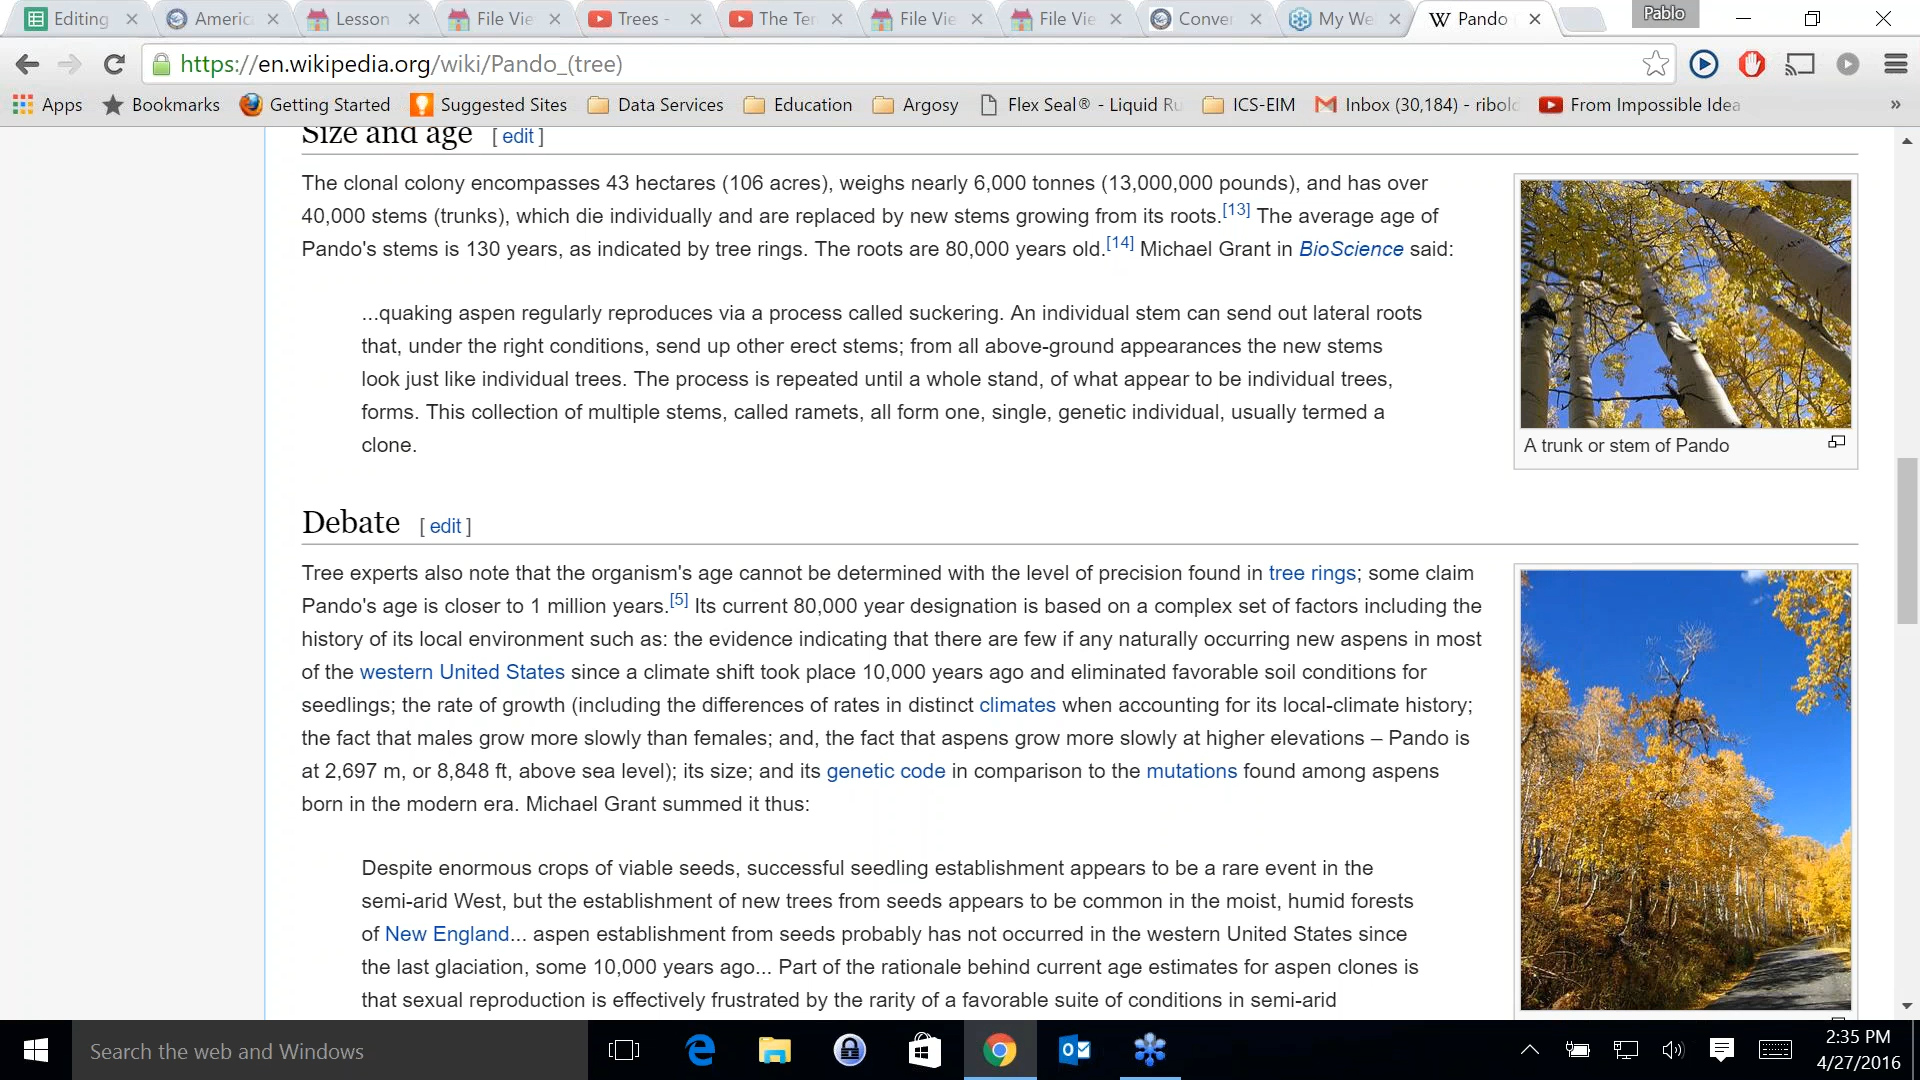 Editing
America
Lesson
File Vie
Trees -
The Ter
File Vie
File Vie
Conver
My We
Pando
Pablo
https://en.wikipedia.org/wiki/Pando_(tree)
Apps
Bookmarks
Getting Started
Suggested Sites
Data Services
Education
Argosy
Flex Seal® - Liquid Ru
ICS-EIM
Inbox (30,184) - ribolo
From Impossible Idea
»
Size and age [ edit ]
The clonal colony encompasses 43 hectares (106 acres), weighs nearly 6,000 tonnes (13,000,000 pounds), and has over
40,000 stems (trunks), which die individually and are replaced by new stems growing from its roots.[13] The average age of
Pando's stems is 130 years, as indicated by tree rings. The roots are 80,000 years old.[14] Michael Grant in BioScience said:
...quaking aspen regularly reproduces via a process called suckering. An individual stem can send out lateral roots
that, under the right conditions, send up other erect stems; from all above-ground appearances the new stems
look just like individual trees. The process is repeated until a whole stand, of what appear to be individual trees,
forms. This collection of multiple stems, called ramets, all form one, single, genetic individual, usually termed a
clone.
A trunk or stem of Pando
Debate [ edit ]
Tree experts also note that the organism's age cannot be determined with the level of precision found in tree rings; some claim
Pando's age is closer to 1 million years.[5] Its current 80,000 year designation is based on a complex set of factors including the
history of its local environment such as: the evidence indicating that there are few if any naturally occurring new aspens in most
of the western United States since a climate shift took place 10,000 years ago and eliminated favorable soil conditions for
seedlings; the rate of growth (including the differences of rates in distinct climates when accounting for its local-climate history;
the fact that males grow more slowly than females; and, the fact that aspens grow more slowly at higher elevations – Pando is
at 2,697 m, or 8,848 ft, above sea level); its size; and its genetic code in comparison to the mutations found among aspens
born in the modern era. Michael Grant summed it thus:
Despite enormous crops of viable seeds, successful seedling establishment appears to be a rare event in the
semi-arid West, but the establishment of new trees from seeds appears to be common in the moist, humid forests
of New England... aspen establishment from seeds probably has not occurred in the western United States since
the last glaciation, some 10,000 years ago... Part of the rationale behind current age estimates for aspen clones is
that sexual reproduction is effectively frustrated by the rarity of a favorable suite of conditions in semi-arid
Search the web and Windows
2:35 PM
4/27/2016